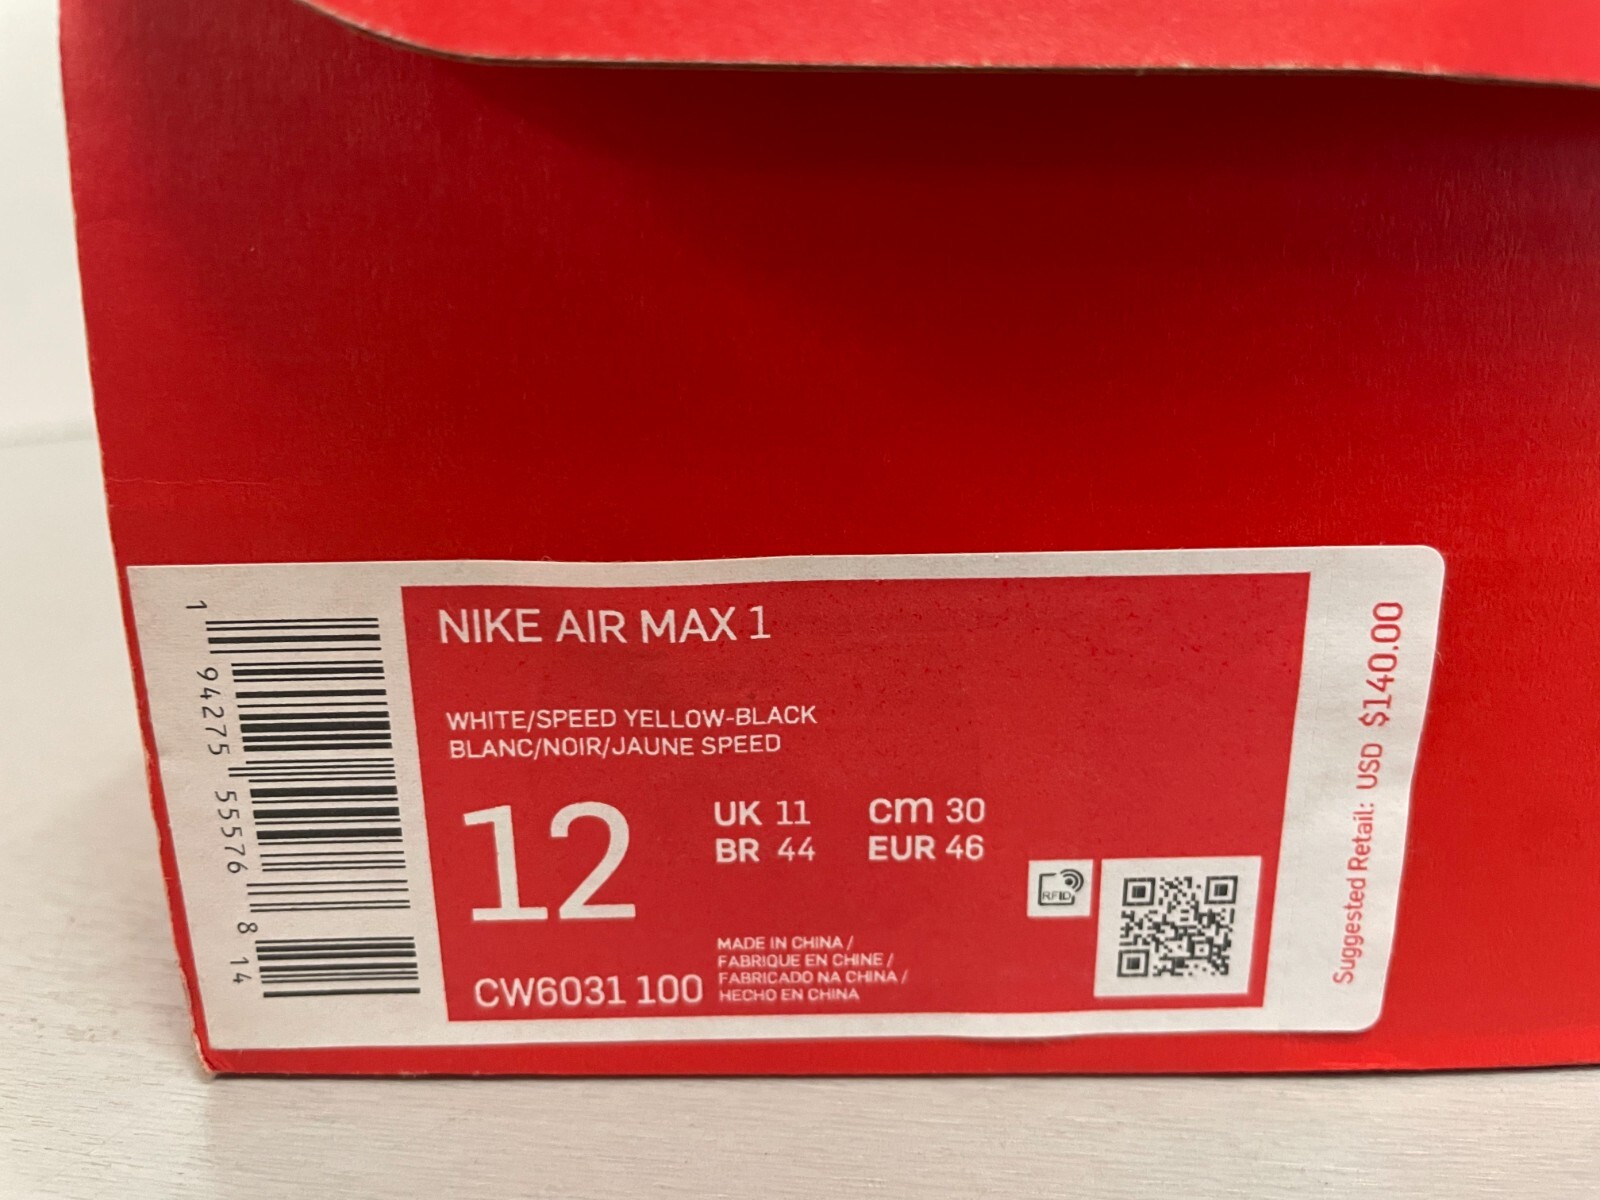 NIKE AIR MAX 1
WHITE/SPEED YELLOW-BLACK
BLANC/NOIR/JAUNE SPEED
12
UK 11 cm 30
BR 44 EUR 46
CW6031 100
MADE IN CHINA /
FABRIQUE EN CHINE /
FABRICADO NA CHINA /
HECHO EN CHINA
RFID
1 94275 55576 8 14
Suggested Retail: USD $140.00